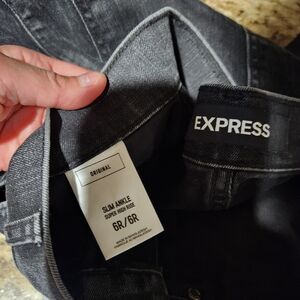 EXPRESS
ORIGINAL
SLIM ANKLE
SUPER HIGH RISE
6R/6R